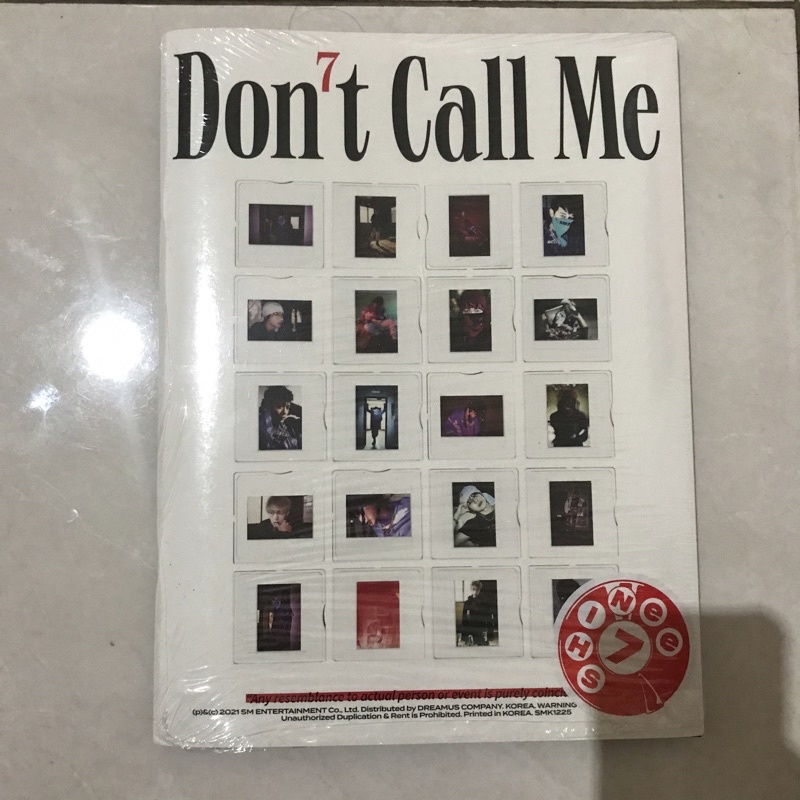 Don7t Call Me
"Any resemblance to actual person or event is purely
(p)&(c) 2021 SM ENTERTAINMENT Co., Ltd. Distributed by DREAMUS COMPANY. KOREA. WARNING
Unauthorized Duplication & Rent is Prohibited. Printed in KOREA. SMK1225
SHINee
7